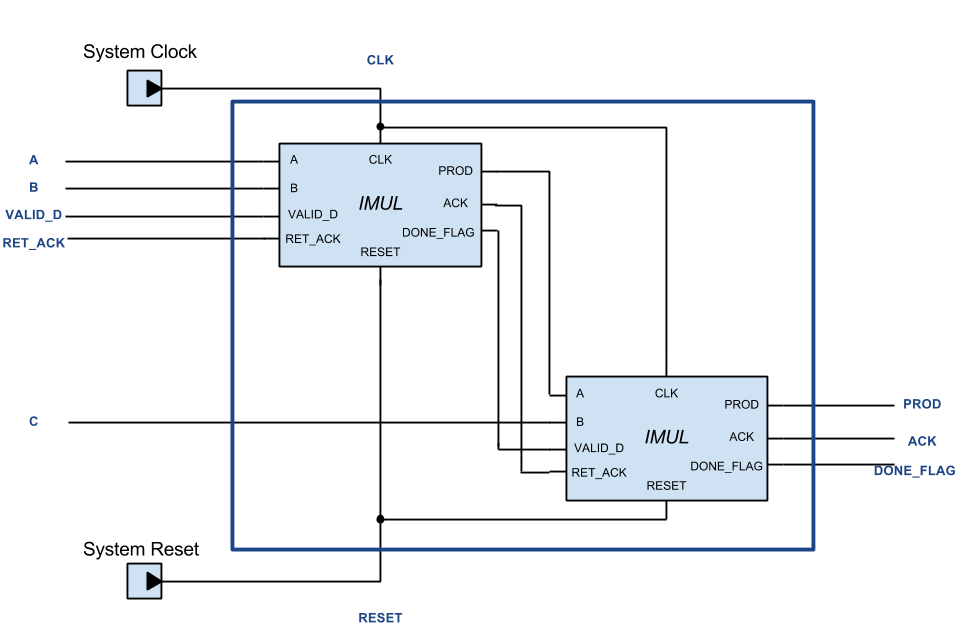 System Clock
CLK
A
B
VALID_D
RET_ACK
A
B
VALID_D
RET_ACK
CLK
IMUL
RESET
PROD
ACK
DONE_FLAG
C
A
B
VALID_D
RET_ACK
CLK
IMUL
RESET
PROD
ACK
DONE_FLAG
PROD
ACK
DONE_FLAG
System Reset
RESET